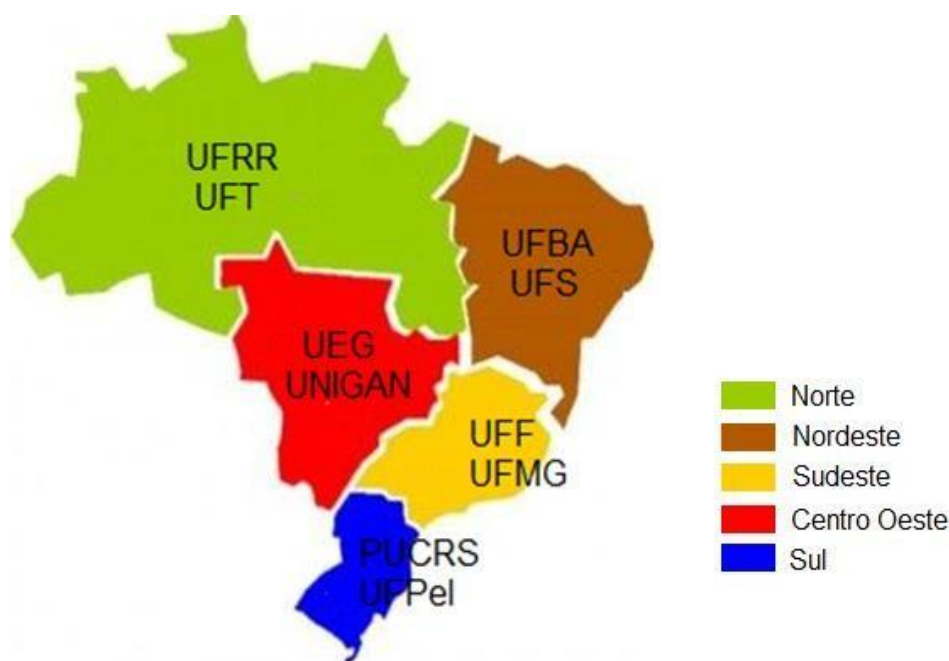 UFRR
UFT
UFBA
UFS
UEG
UNIGAN
UFF
UFMG
PUCRS
UFPel
Norte
Nordeste
Sudeste
Centro Oeste
Sul